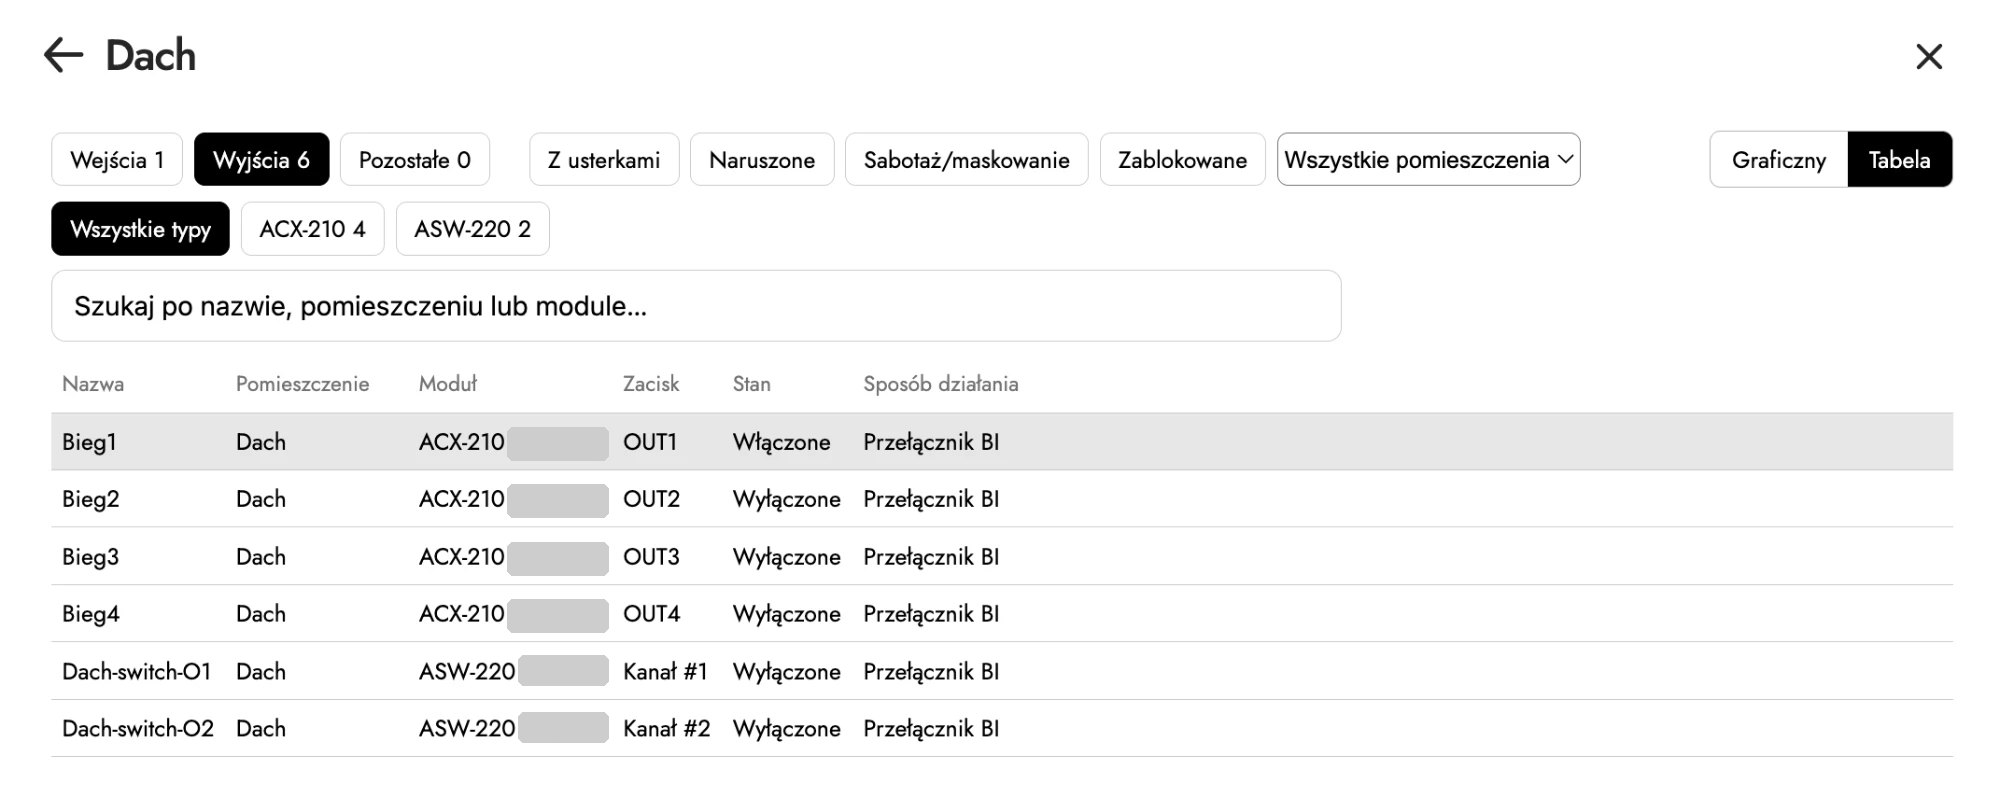 Dach
Wejścia 1 Wyjścia 6 Pozostałe 0 Z usterkami Naruszone Sabotaż/maskowanie Zablokowane Wszystkie pomieszczenia Graficzny Tabela
Wszystkie typy ACX-210 4 ASW-220 2
Szukaj po nazwie, pomieszczeniu lub module...
Nazwa Pomieszczenie Moduł Zacisk Stan Sposób działania
Bieg1 Dach ACX-210 OUT1 Włączone Przełącznik BI
Bieg2 Dach ACX-210 OUT2 Wyłączone Przełącznik BI
Bieg3 Dach ACX-210 OUT3 Wyłączone Przełącznik BI
Bieg4 Dach ACX-210 OUT4 Wyłączone Przełącznik BI
Dach-switch-O1 Dach ASW-220 Kanał #1 Wyłączone Przełącznik BI
Dach-switch-O2 Dach ASW-220 Kanał #2 Wyłączone Przełącznik BI